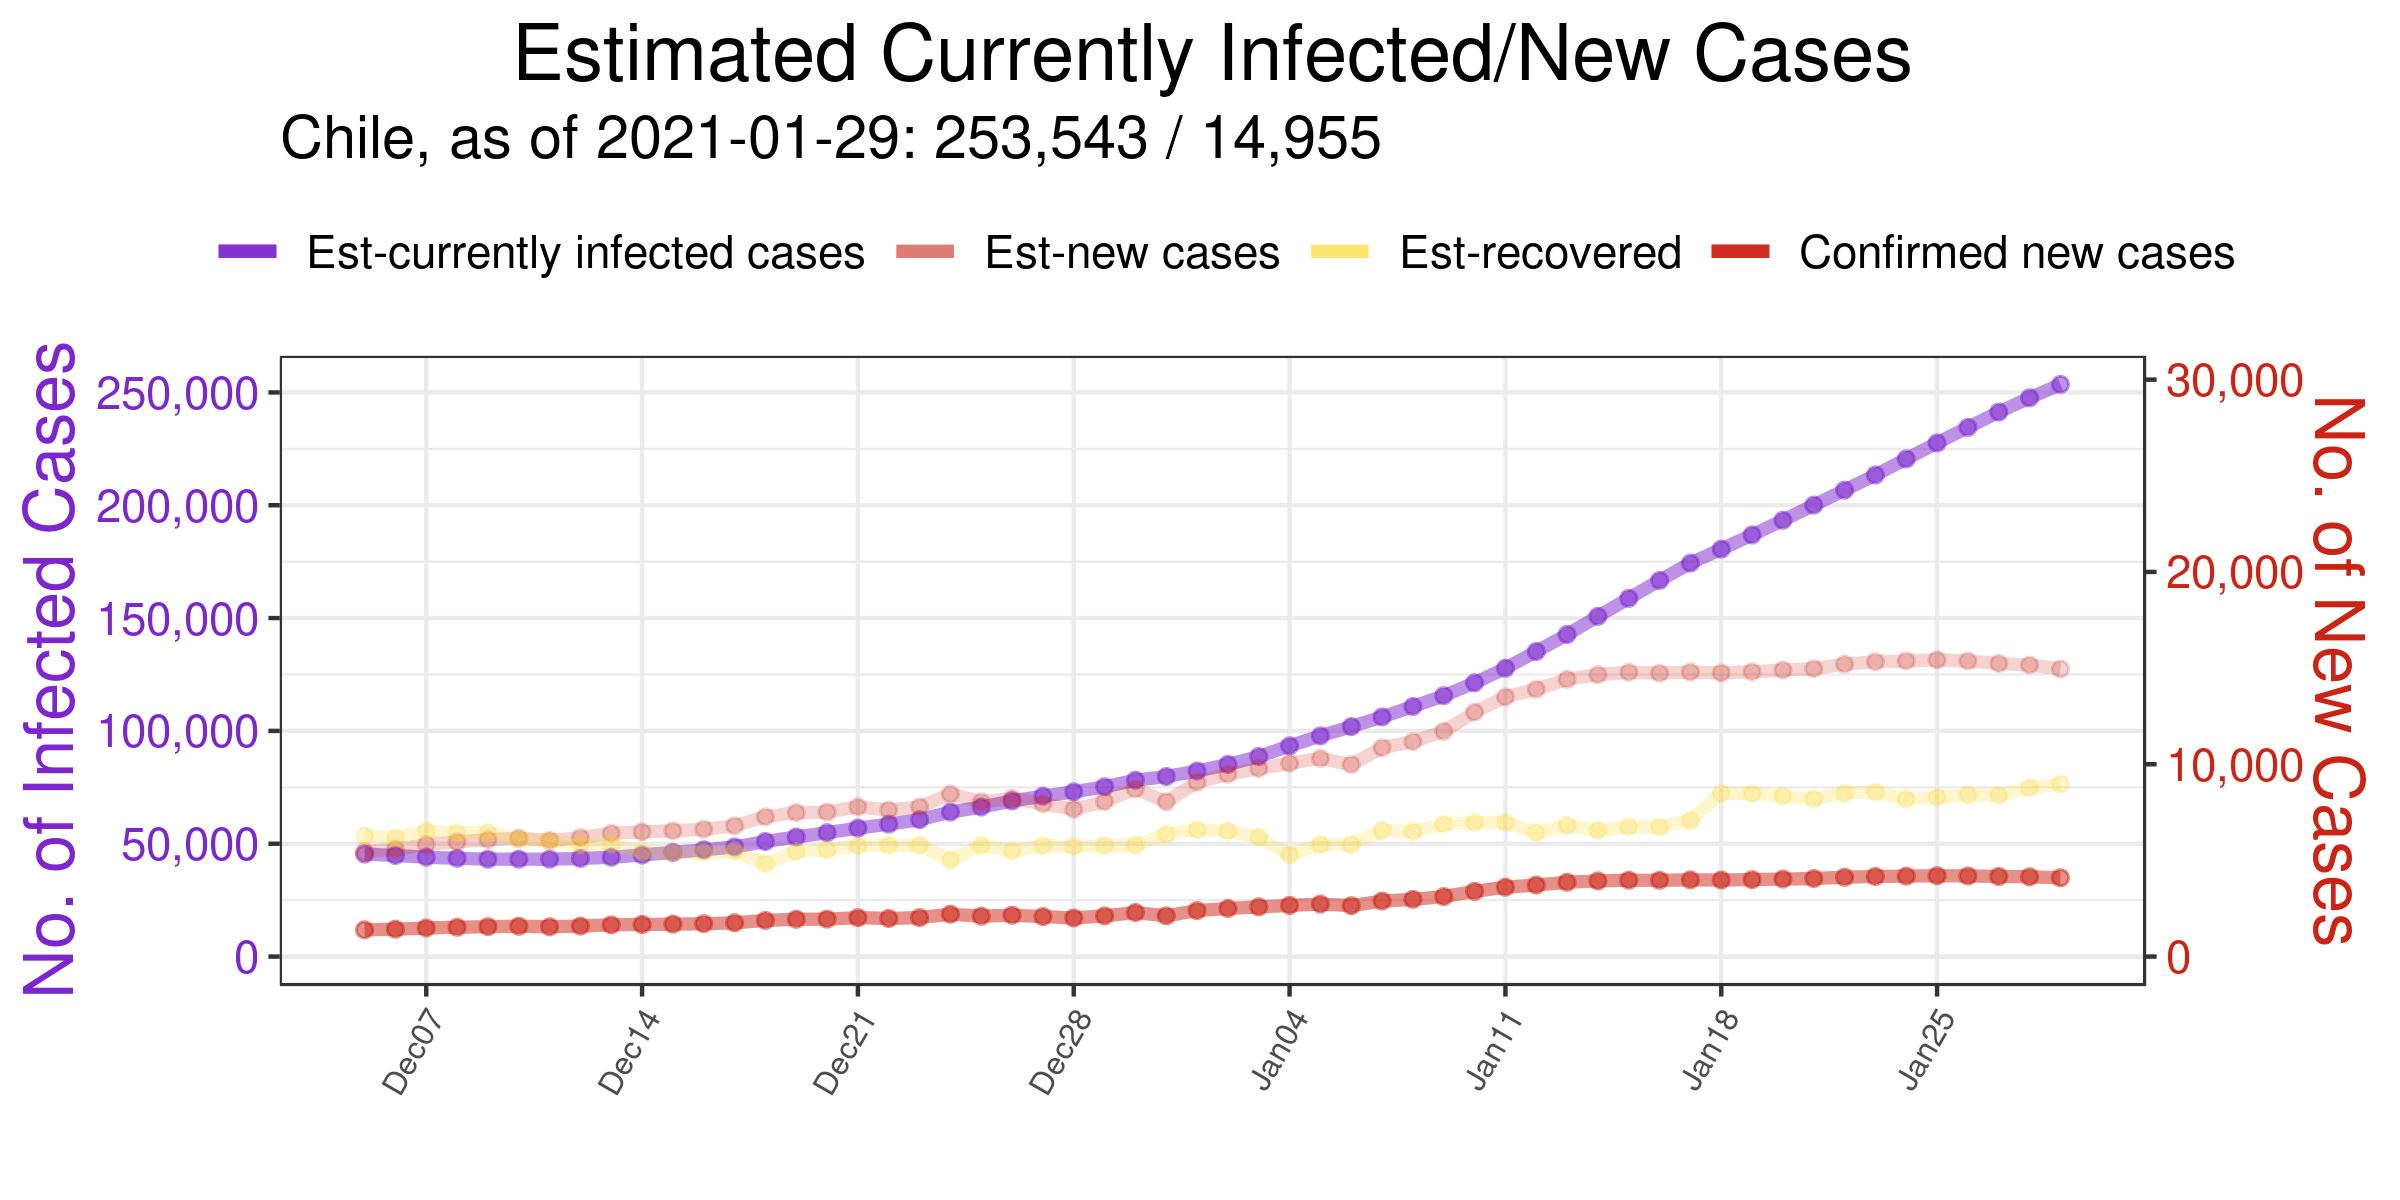 Estimated Currently Infected/New Cases
Chile, as of 2021-01-29: 253,543 / 14,955
Est-currently infected cases
Est-new cases
Est-recovered
Confirmed new cases
No. of Infected Cases
250,000
200,000
150,000
100,000
50,000
0
30,000
20,000
10,000
0
No. of New Cases
Dec07
Dec14
Dec21
Dec28
Jan04
Jan11
Jan18
Jan25